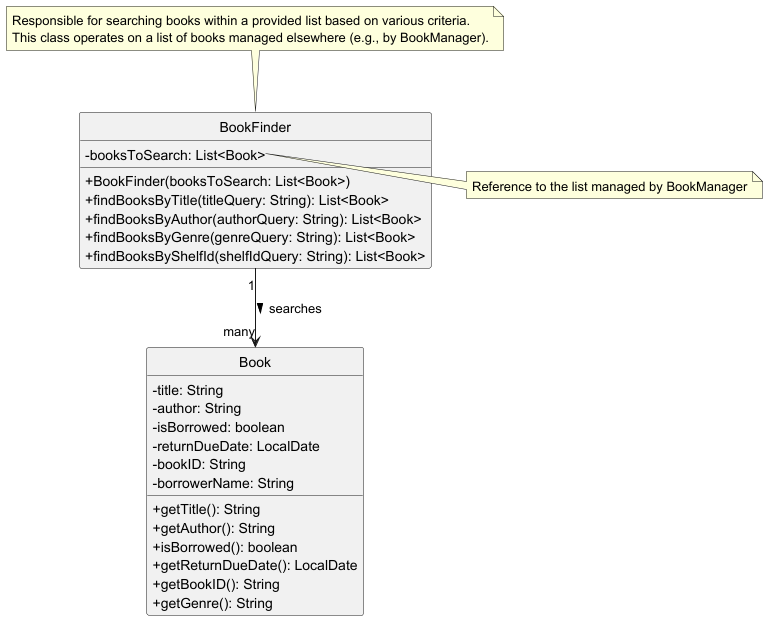 Responsible for searching books within a provided list based on various criteria.
This class operates on a list of books managed elsewhere (e.g., by BookManager).
BookFinder
-booksToSearch: List<Book>
Reference to the list managed by BookManager
+BookFinder(booksToSearch: List<Book>)
+findBooksByTitle(titleQuery: String): List<Book>
+findBooksByAuthor(authorQuery: String): List<Book>
+findBooksByGenre(genreQuery: String): List<Book>
+findBooksByShelfId(shelfIdQuery: String): List<Book>
1
searches
many
Book
-title: String
-author: String
-isBorrowed: boolean
-returnDueDate: LocalDate
-bookID: String
-borrowerName: String
+getTitle(): String
+getAuthor(): String
+isBorrowed(): boolean
+getReturnDueDate(): LocalDate
+getBookID(): String
+getGenre(): String